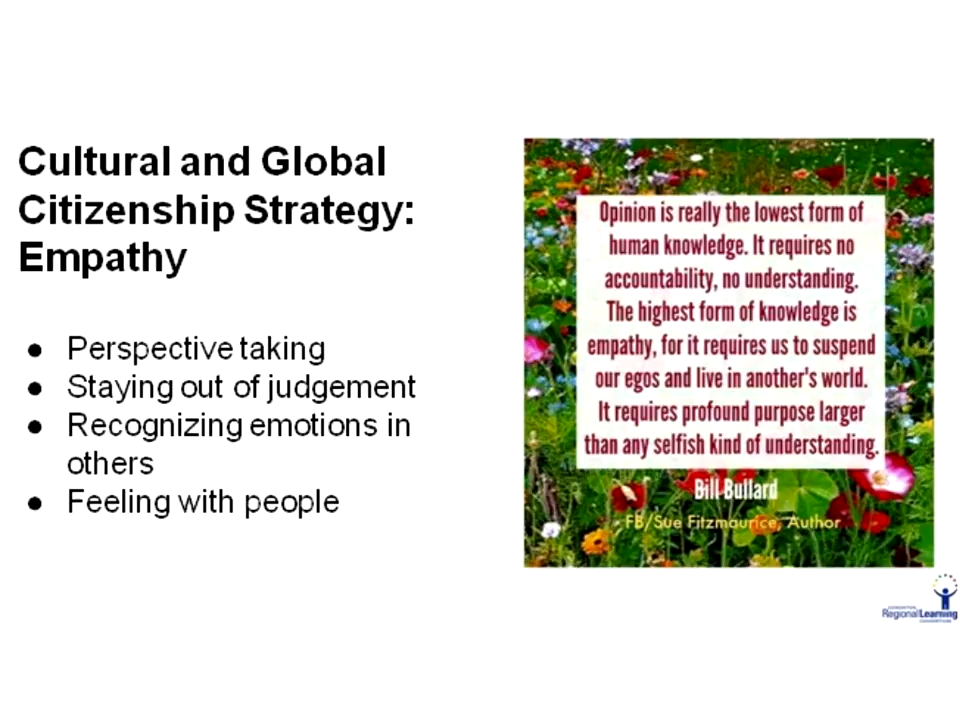 Cultural and Global
Citizenship Strategy:
Empathy
● Perspective taking
● Staying out of judgement
● Recognizing emotions in
others
● Feeling with people
Opinion is really the lowest form of
human knowledge. It requires no
accountability, no understanding.
The highest form of knowledge is
empathy, for it requires us to suspend
our egos and live in another's world.
It requires profound purpose larger
than any selfish kind of understanding.
Bill Bullard
FB/Sue Fitzmaurice, Author
Regional Learning